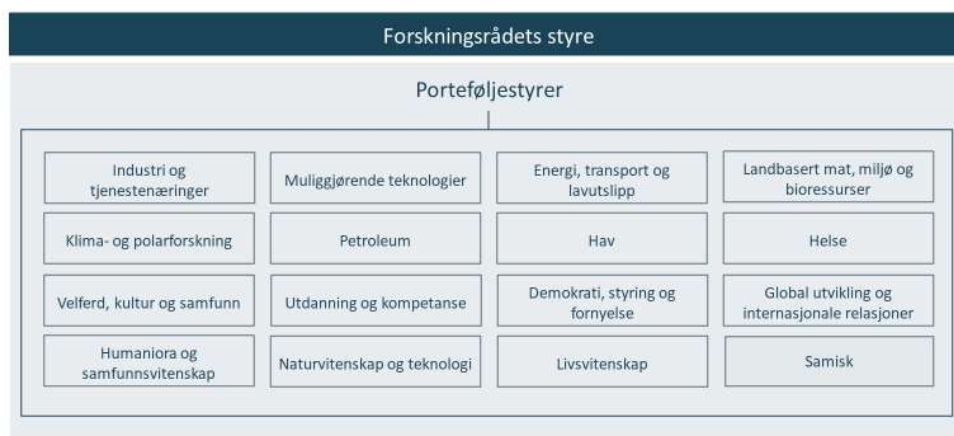 Forskningsrådets styre
Porteføljestyrer
Industri og
tjenestenæringer
Muliggjørende teknologier
Energi, transport og
lavutslipp
Landbasert mat, miljø og
bioressurser
Klima- og polarforskning
Petroleum
Hav
Helse
Velferd, kultur og samfunn
Utdanning og kompetanse
Demokrati, styring og
fornyelse
Global utvikling og
internasjonale relasjoner
Humaniora og
samfunnsvitenskap
Naturvitenskap og teknologi
Livsvitenskap
Samisk